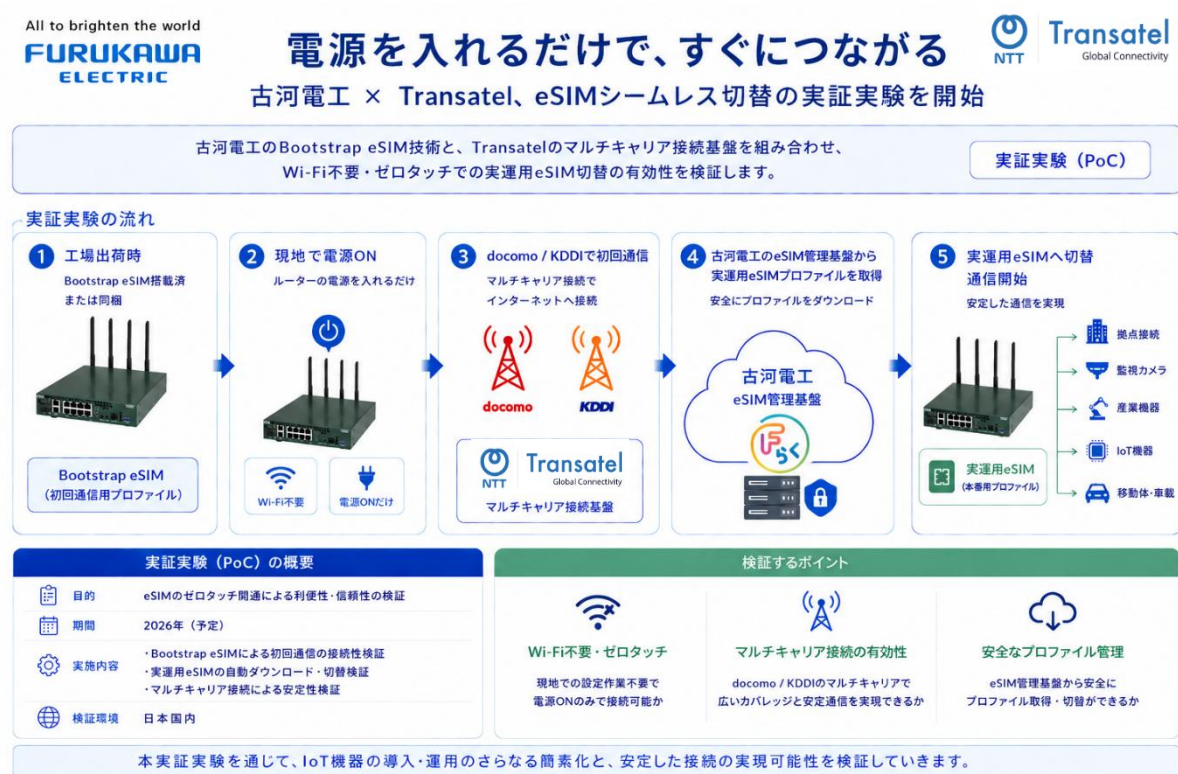 All to brighten the world
FURUKAWA
ELECTRIC
電源を入れるだけで、すぐにつながる
古河電工 × Transatel、eSIMシームレス切替の実証実験を開始
NTT
Transatel
Global Connectivity
古河電工のBootstrap eSIM技術と、Transatelのマルチキャリア接続基盤を組み合わせ、
Wi-Fi不要・ゼロタッチでの実運用eSIM切替の有効性を検証します。
実証実験（PoC）
実証実験の流れ
1 工場出荷時
Bootstrap eSIM搭載済
または同梱
Bootstrap eSIM
（初回通信用プロファイル）
2 現地で電源ON
ルーターの電源を入れるだけ
Wi-Fi不要
電源ONだけ
3 docomo / KDDIで初回通信
マルチキャリア接続で
インターネットへ接続
docomo
KDDI
NTT
Transatel
Global Connectivity
マルチキャリア接続基盤
4 古河電工のeSIM管理基盤から
実運用eSIMプロファイルを取得
安全にプロファイルをダウンロード
古河電工
eSIM管理基盤
らく
5 実運用eSIMへ切替
通信開始
安定した通信を実現
実運用eSIM
（本番用プロファイル）
拠点接続
監視カメラ
産業機器
IoT機器
移動体・車載
実証実験（PoC）の概要
目的
eSIMのゼロタッチ開通による利便性・信頼性の検証
期間
2026年（予定）
実施内容
・Bootstrap eSIMによる初回通信の接続性検証
・実運用eSIMの自動ダウンロード・切替検証
・マルチキャリア接続による安定性検証
検証環境
日本国内
検証するポイント
Wi-Fi不要・ゼロタッチ
現地での設定作業不要で
電源ONのみで接続可能か
マルチキャリア接続の有効性
docomo / KDDIのマルチキャリアで
広いカバレッジと安定通信を実現できるか
安全なプロファイル管理
eSIM管理基盤から安全に
プロファイル取得・切替ができるか
本実証実験を通じて、IoT機器の導入・運用のさらなる簡素化と、安定した接続の実現可能性を検証していきます。